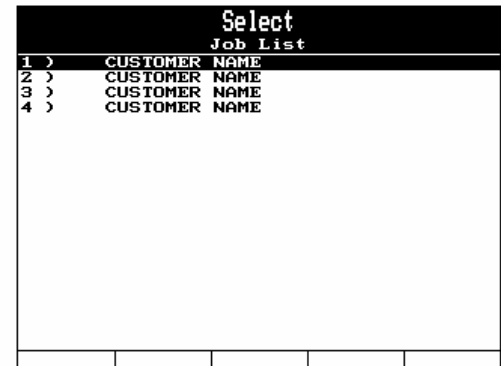 Select
Job List
1 ) CUSTOMER NAME
2 ) CUSTOMER NAME
3 ) CUSTOMER NAME
4 ) CUSTOMER NAME